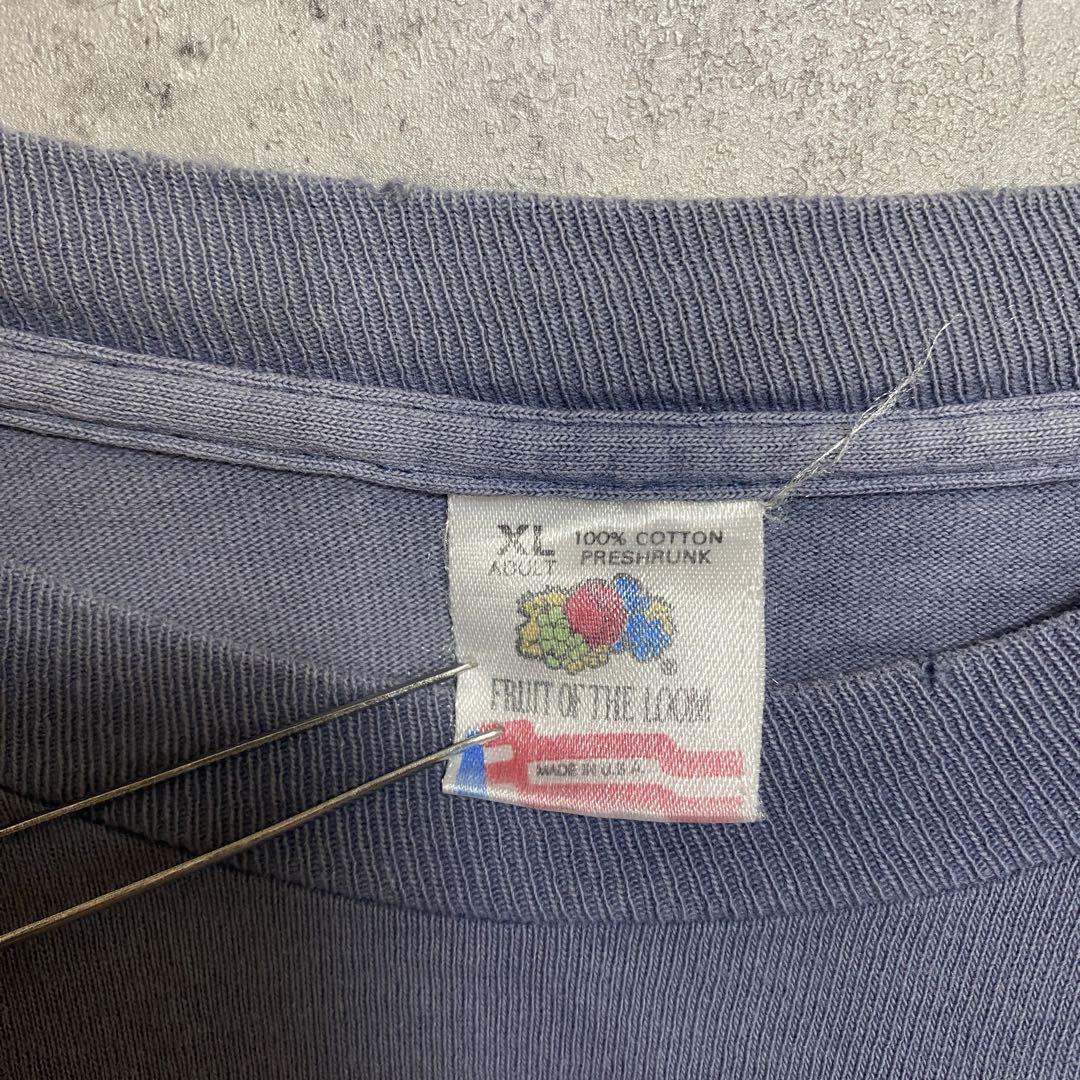 XL 100% COTTON
ADULT PRESHRUNK
FRUIT OF THE LOOM
MADE IN U.S.A.